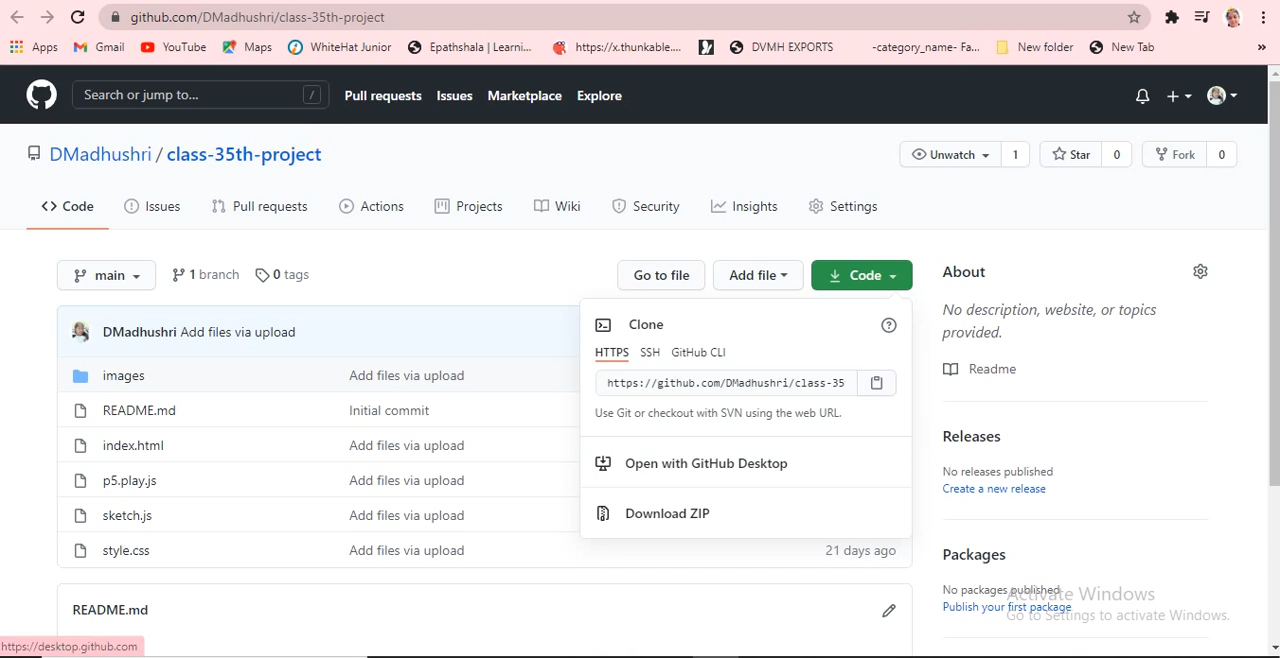 github.com/DMadhushri/class-35th-project
Apps Gmail YouTube Maps WhiteHat Junior Epathshala | Learni... https://x.thunkable.... DVMH EXPORTS -category_name- Fa... New folder New Tab »
Search or jump to... / Pull requests Issues Marketplace Explore
DMadhushri / class-35th-project Unwatch 1 Star 0 Fork 0
<> Code Issues Pull requests Actions Projects Wiki Security Insights Settings
main 1 branch 0 tags Go to file Add file Code About
No description, website, or topics provided.
Readme
Releases
No releases published
Create a new release
Packages
No packages published
Publish your first package
DMadhushri Add files via upload
images Add files via upload
README.md Initial commit
index.html Add files via upload
p5.play.js Add files via upload
sketch.js Add files via upload
style.css Add files via upload 21 days ago
Clone
HTTPS SSH GitHub CLI
https://github.com/DMadhushri/class-35
Use Git or checkout with SVN using the web URL.
Open with GitHub Desktop
Download ZIP
README.md
https://desktop.github.com
Activate Windows
Go to Settings to activate Windows.